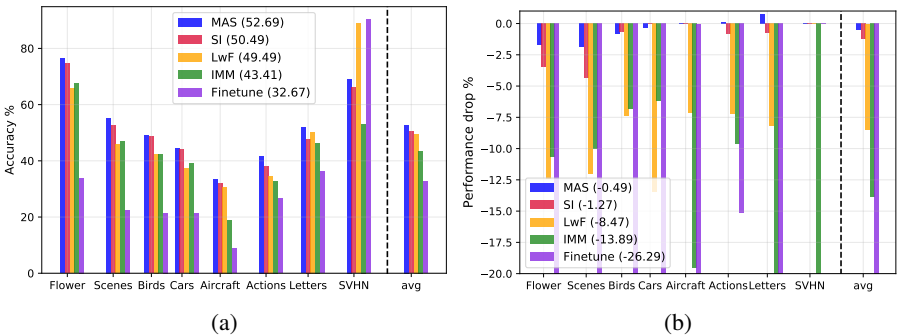 MAS (52.69)
SI (50.49)
LwF (49.49)
IMM (43.41)
Finetune (32.67)
Accuracy %
80
60
40
20
0
Flower Scenes Birds Cars Aircraft Actions Letters SVHN avg
(a)
Performance drop %
0.0
−2.5
−5.0
−7.5
−10.0
−12.5
−15.0
−17.5
−20.0
MAS (-0.49)
SI (-1.27)
LwF (-8.47)
IMM (-13.89)
Finetune (-26.29)
Flower Scenes Birds Cars Aircraft Actions Letters SVHN avg
(b)